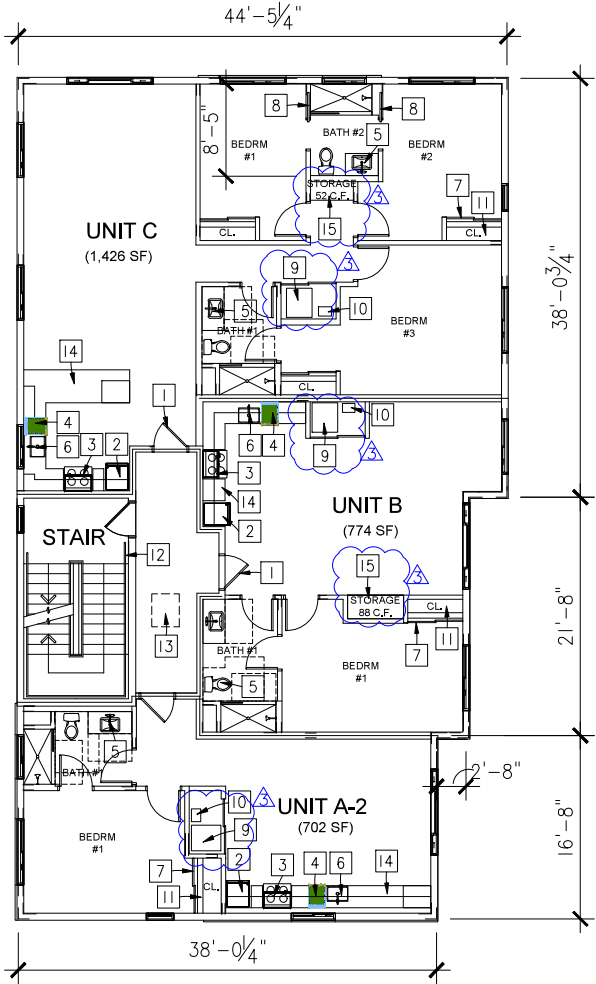 44'-5¼"
8
8
BATH #2
5
8'-5"
BEDRM
#1
BEDRM
#2
STORAGE
52 C.F.
3
7
11
15
CL.
CL.
UNIT C
(1,426 SF)
9
3
10
5
BATH #1
BEDRM
#3
38'-0¾"
14
CL.
1
4
6
3
2
6
4
10
9
3
3
14
2
UNIT B
(774 SF)
STAIR
12
1
15
3
STORAGE
88 C.F.
CL.
13
11
7
BATH #1
5
BEDRM
#1
21'-8"
5
BATH #1
2'-8"
10
3
9
UNIT A-2
(702 SF)
BEDRM
#1
7
11
CL.
2
3
4
6
14
16'-8"
38'-0¼"